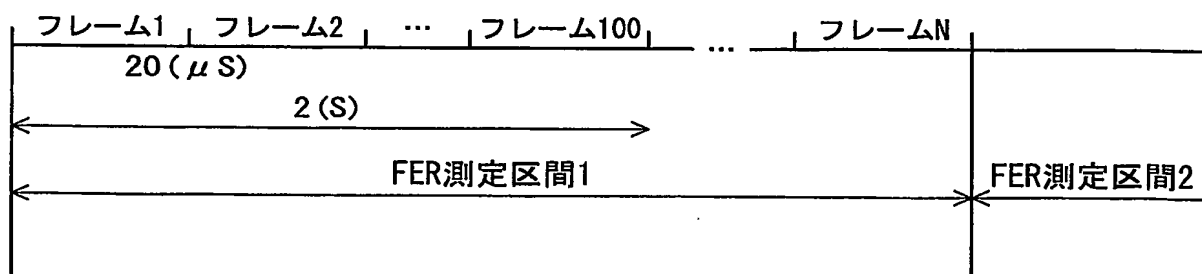 フレーム1 フレーム2 … フレーム100 … フレームN
20(μS)
2(S)
FER測定区間1 FER測定区間2